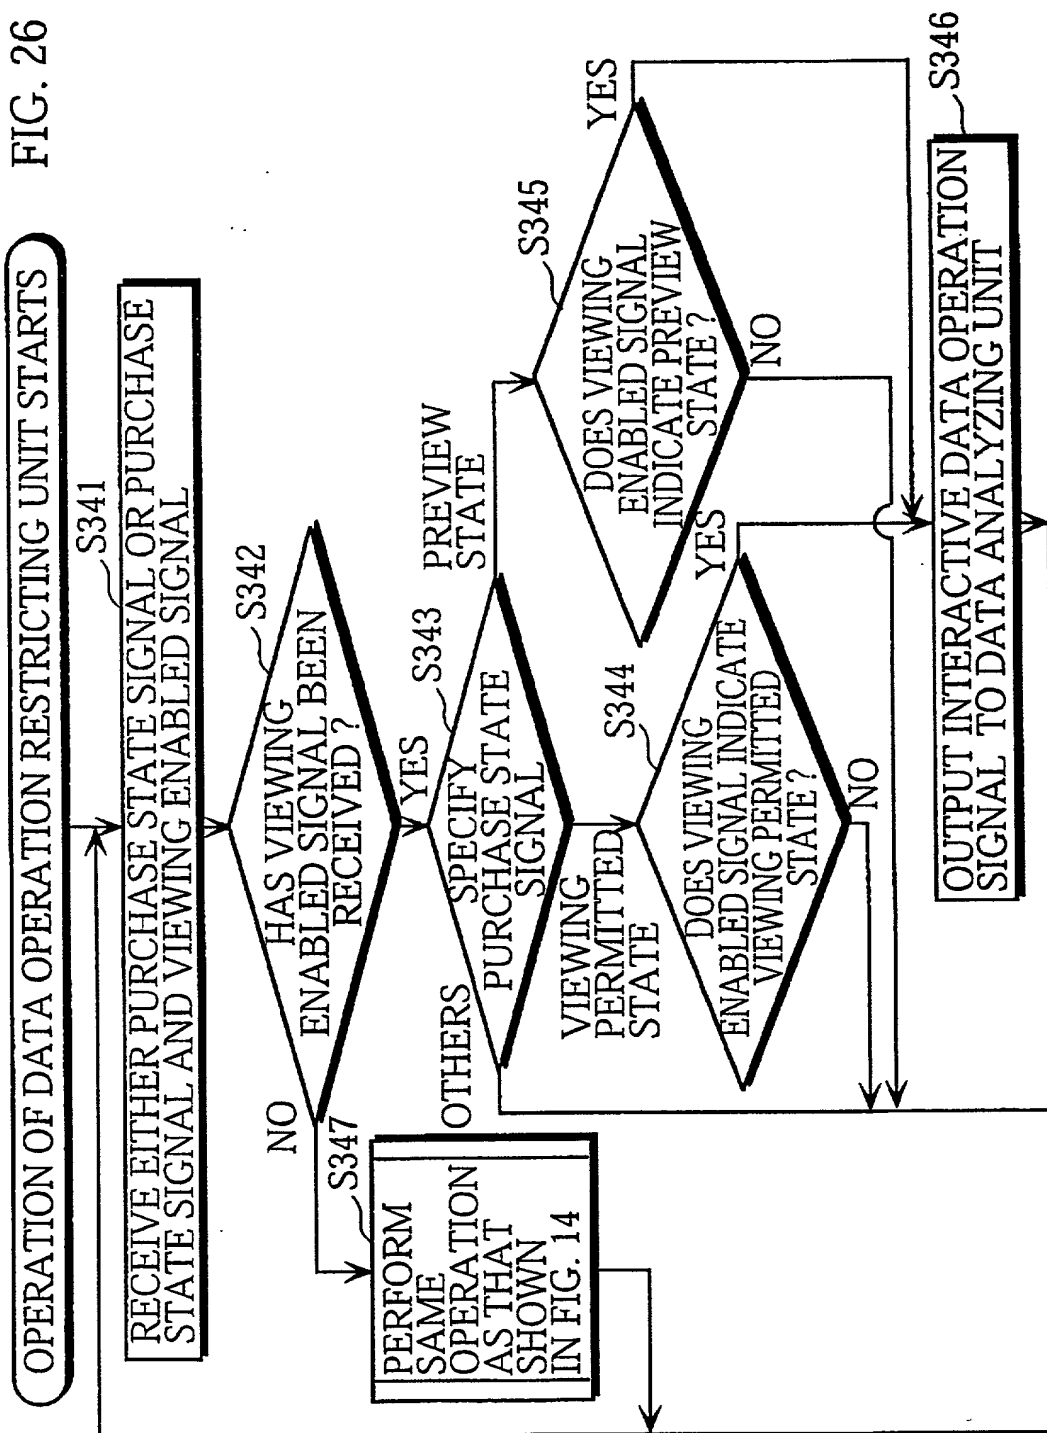 FIG. 26
OPERATION OF DATA OPERATION RESTRICTING UNIT STARTS
S341
RECEIVE EITHER PURCHASE STATE SIGNAL OR PURCHASE
STATE SIGNAL AND VIEWING ENABLED SIGNAL
S342
HAS VIEWING
ENABLED SIGNAL BEEN
RECEIVED ?
NO
YES
S347
PERFORM
SAME
OPERATION
AS THAT
SHOWN
IN FIG. 14
S343
SPECIFY
PURCHASE STATE
SIGNAL
OTHERS
VIEWING
PERMITTED
STATE
PREVIEW
STATE
S344
DOES VIEWING
ENABLED SIGNAL INDICATE
VIEWING PERMITTED
STATE ?
YES
NO
S345
DOES VIEWING
ENABLED SIGNAL
INDICATE PREVIEW
STATE ?
YES
NO
S346
OUTPUT INTERACTIVE DATA OPERATION
SIGNAL TO DATA ANALYZING UNIT